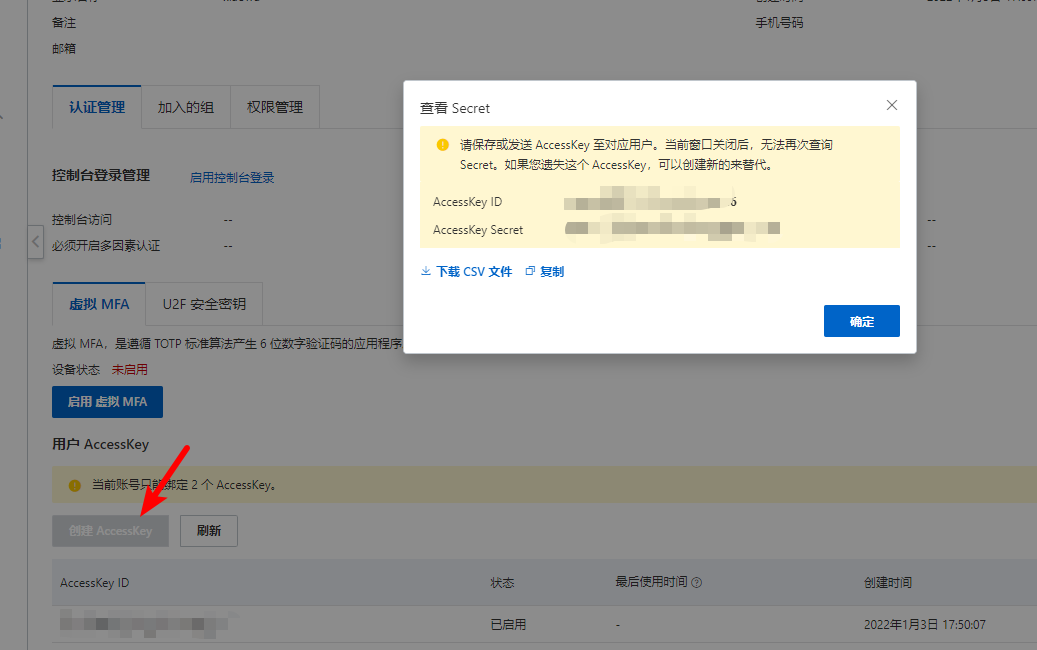 备注
手机号码
邮箱
认证管理
加入的组
权限管理
查看 Secret
请保存或发送 AccessKey 至对应用户。当前窗口关闭后，无法再次查询
Secret。如果您遗失这个 AccessKey，可以创建新的来替代。
AccessKey ID
AccessKey Secret
下载 CSV 文件
复制
确定
控制台登录管理
启用控制台登录
控制台访问
--
--
必须开启多因素认证
--
--
虚拟 MFA
U2F 安全密钥
虚拟 MFA，是遵循 TOTP 标准算法产生 6 位数字验证码的应用程序
设备状态 未启用
启用 虚拟 MFA
用户 AccessKey
当前账号只能绑定 2 个 AccessKey。
创建 AccessKey
刷新
AccessKey ID
状态
最后使用时间
创建时间
已启用
-
2022年1月3日 17:50:07